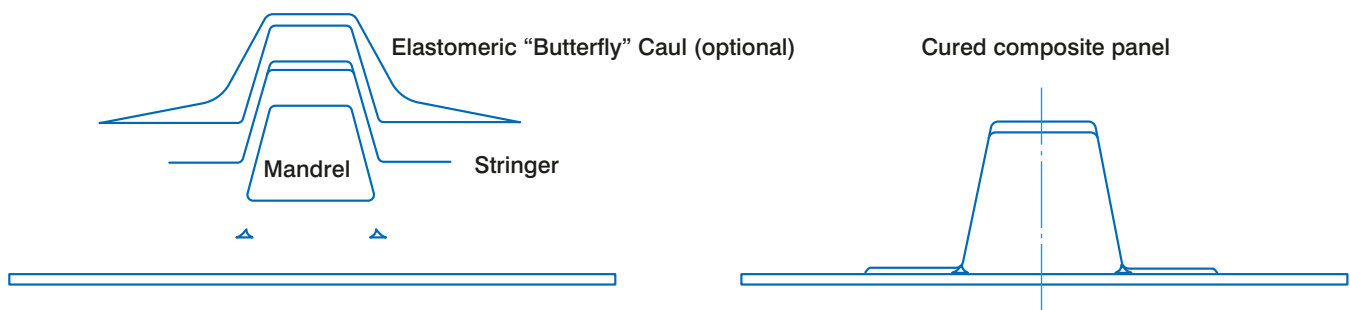 Elastomeric “Butterfly” Caul (optional)
Cured composite panel
Mandrel
Stringer